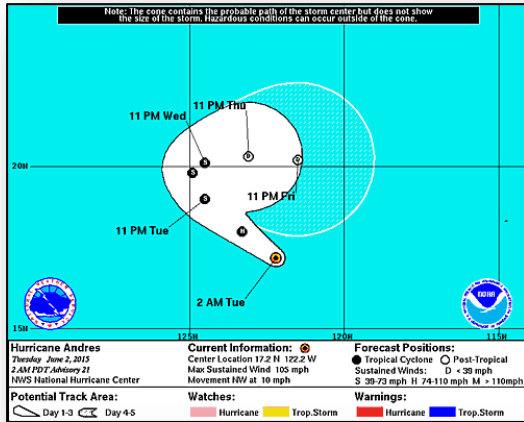 Note: The cone contains the probable path of the storm center but does not show
the size of the storm. Hazardous conditions can occur outside of the cone.
11 PM Thu
11 PM Wed
S
D
20N
S
D
S
11 PM Fri
11 PM Tue
H
2 AM Tue
NOAA
15N
125W
120W
115W
Hurricane Andres
Tuesday June 2, 2015
2 AM PDT Advisory 21
NWS National Hurricane Center
Current Information:
Center Location 17.2 N 122.2 W
Max Sustained Wind 105 mph
Movement NW at 10 mph
Forecast Positions:
Tropical Cyclone Post-Tropical
Sustained Winds: D < 39 mph
S 39-73 mph H 74-110 mph M > 110mph
Potential Track Area:
Day 1-3 Day 4-5
Watches:
Hurricane Trop.Storm
Warnings:
Hurricane Trop.Storm